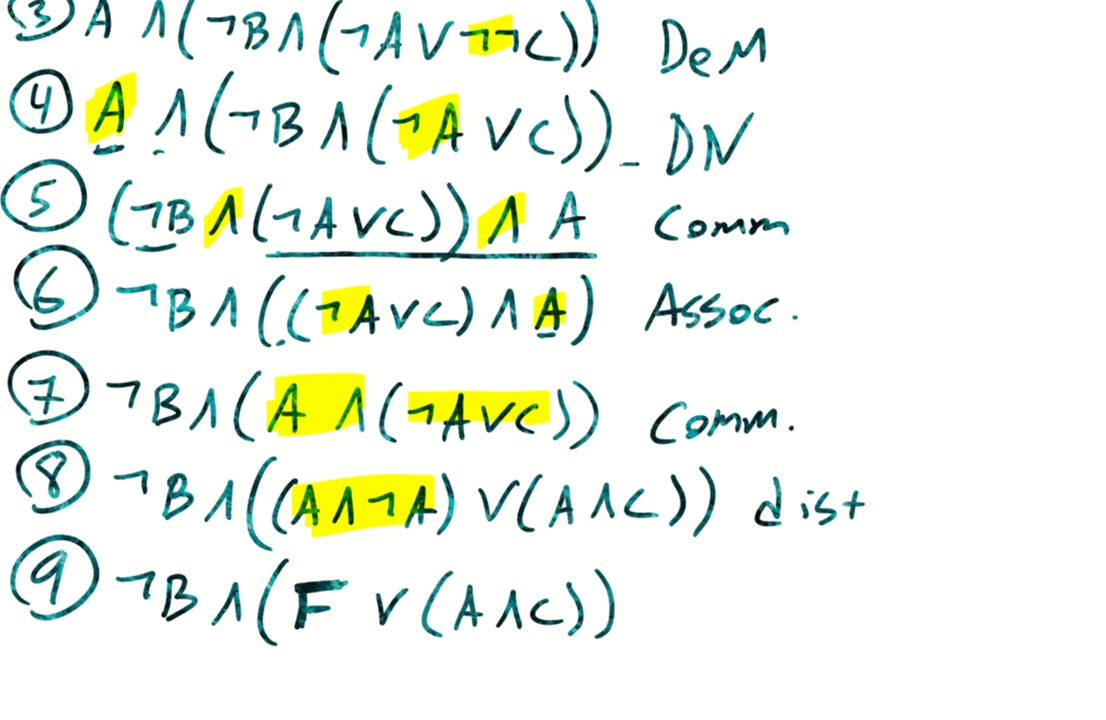 ③ A ∧(¬B∧(¬A∨¬¬C)) DeM
④ A ∧(¬B∧(¬A∨C)) DN
⑤ (¬B∧(¬A∨C))∧ A Comm
⑥ ¬B∧((¬A∨C)∧A) Assoc.
⑦ ¬B∧(A ∧(¬A∨C)) Comm.
⑧ ¬B∧((A∧¬A)∨(A∧C)) dist
⑨ ¬B∧(F ∨(A∧C))